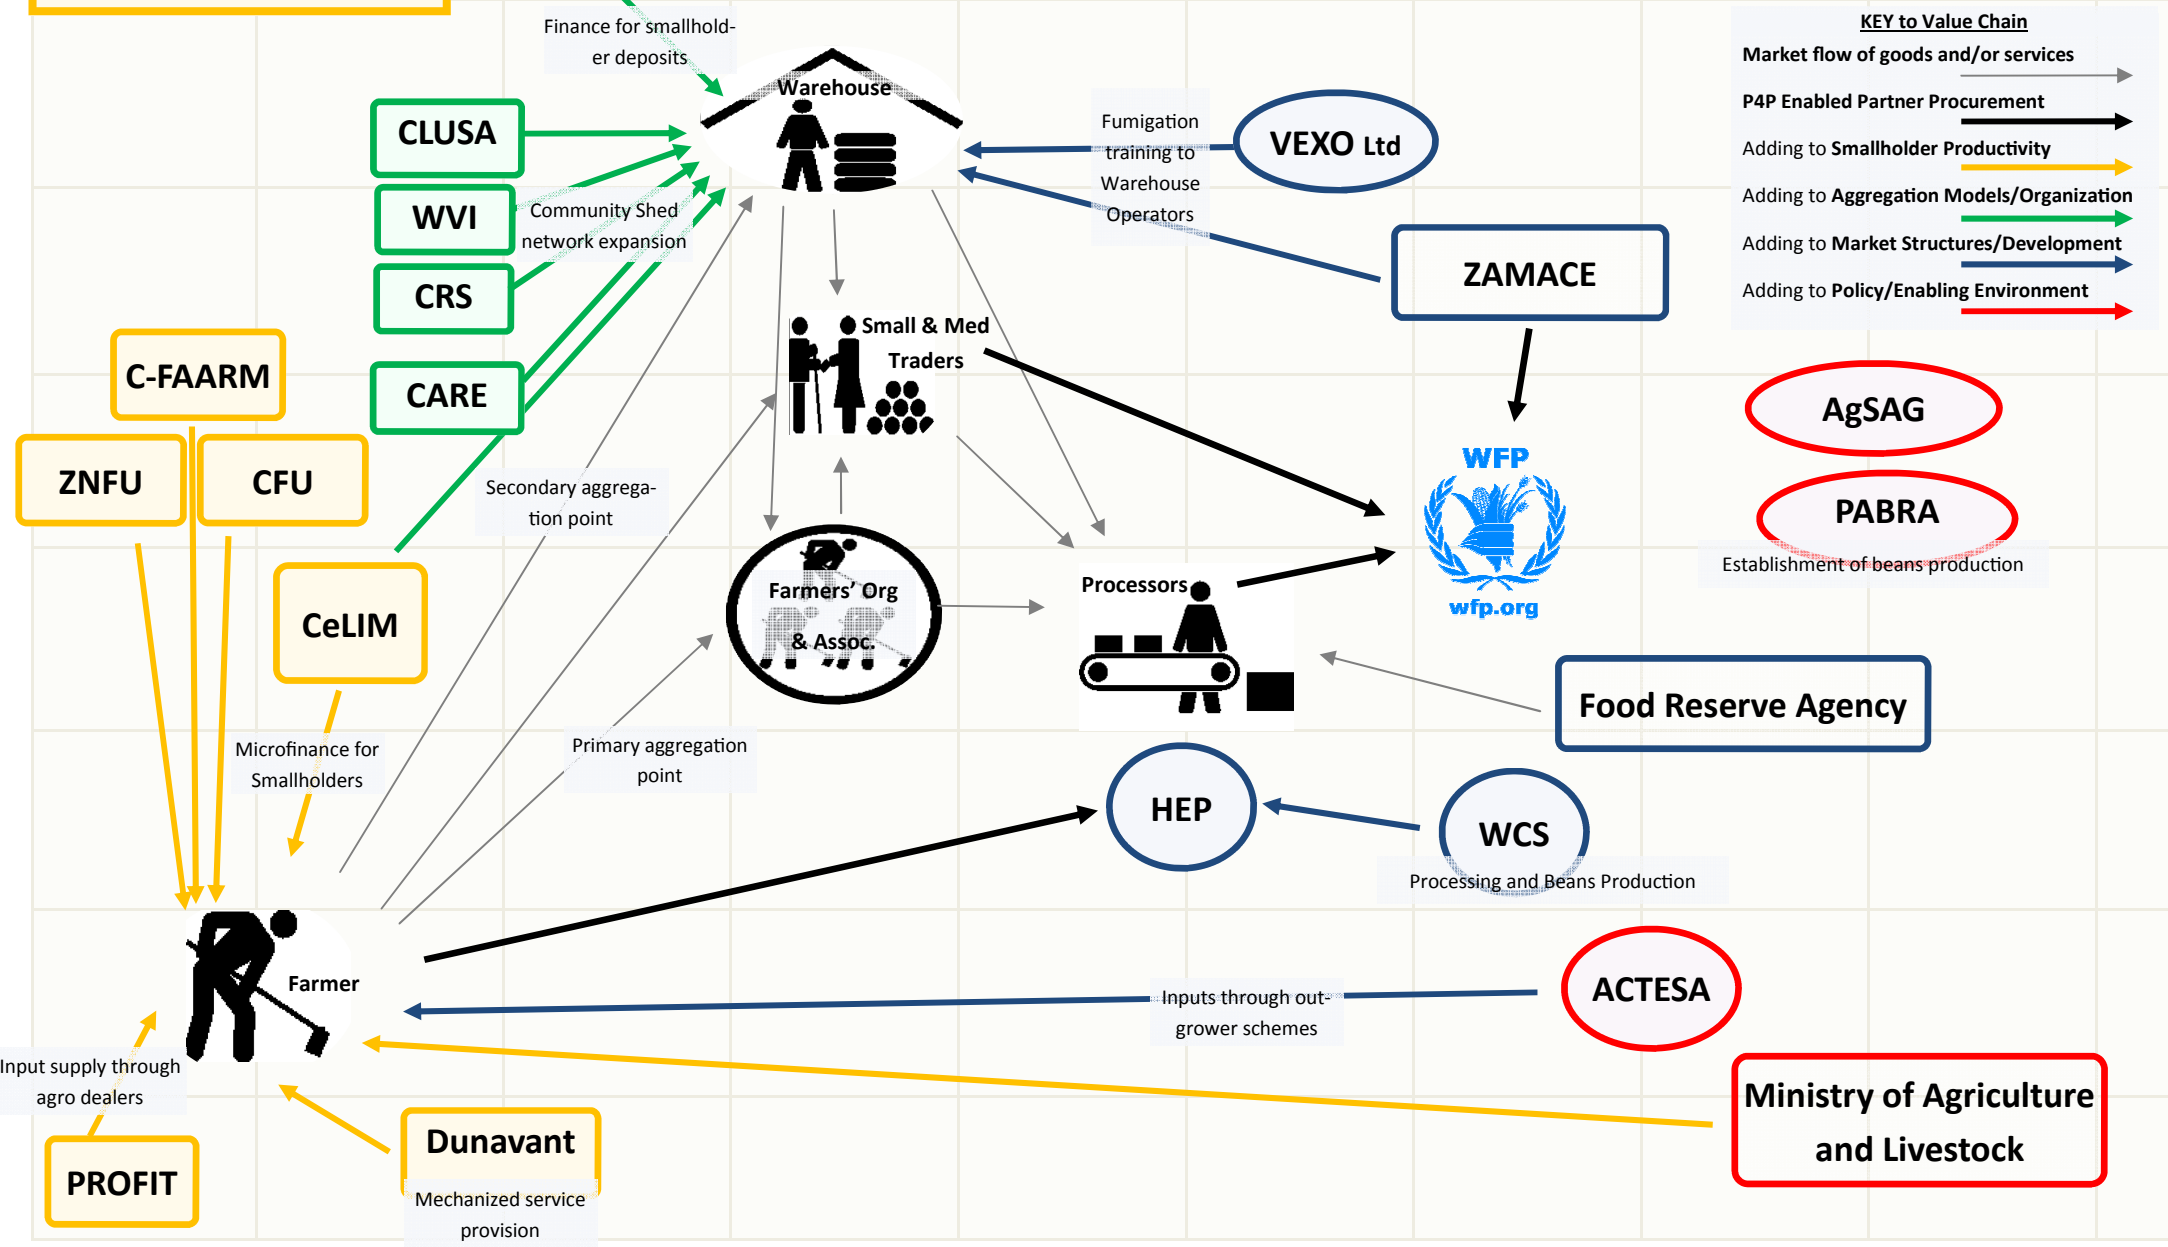 Finance for smallhold-
er deposits
KEY to Value Chain
Market flow of goods and/or services
P4P Enabled Partner Procurement
Adding to Smallholder Productivity
Adding to Aggregation Models/Organization
Adding to Market Structures/Development
Adding to Policy/Enabling Environment
Warehouse
CLUSA
WVI
CRS
CARE
Community Shed
network expansion
Fumigation
training to
Warehouse
Operators
VEXO Ltd
ZAMACE
Small & Med
Traders
C-FAARM
ZNFU
CFU
CeLIM
Secondary aggrega-
tion point
AgSAG
PABRA
Establishment of beans production
WFP
wfp.org
Farmers' Org
& Assoc.
Processors
Food Reserve Agency
Microfinance for
Smallholders
Primary aggregation
point
HEP
WCS
Processing and Beans Production
Farmer
ACTESA
Inputs through out-
grower schemes
Input supply through
agro dealers
PROFIT
Dunavant
Mechanized service
provision
Ministry of Agriculture
and Livestock